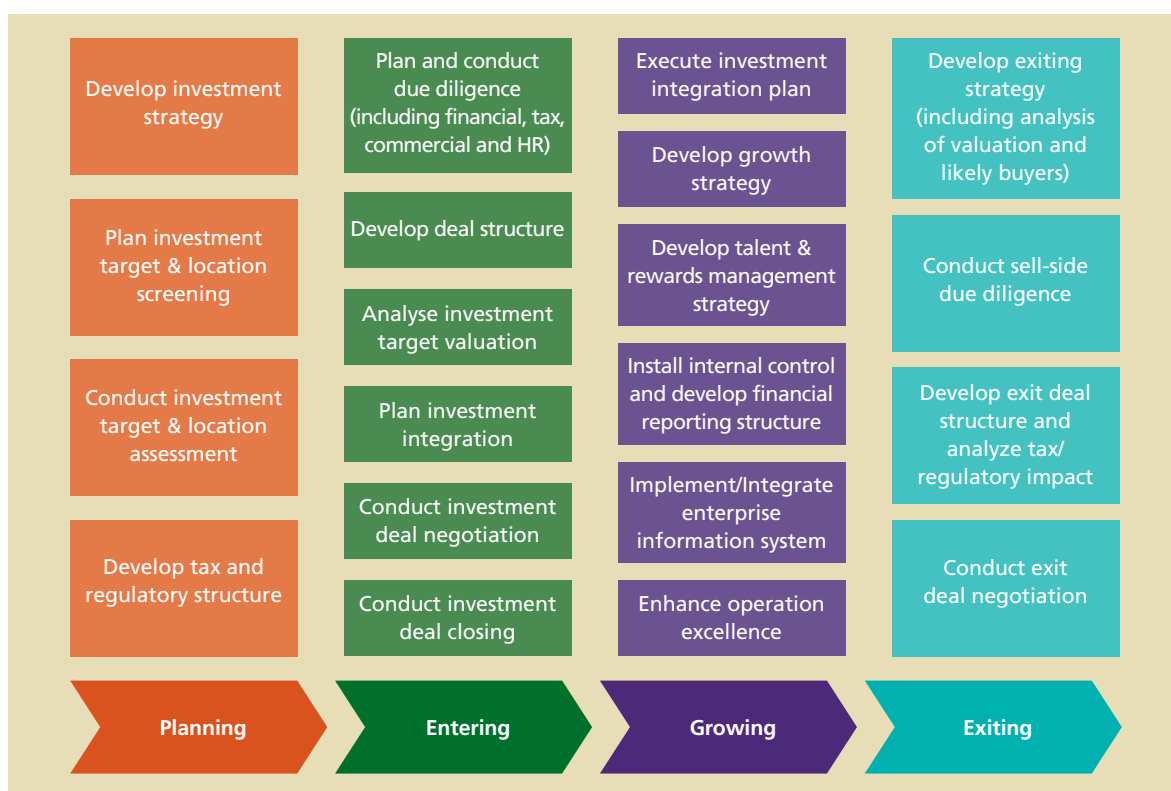 Develop investment
strategy
Plan investment
target & location
screening
Conduct investment
target & location
assessment
Develop tax and
regulatory structure
Planning
Plan and conduct
due diligence
(including financial, tax,
commercial and HR)
Develop deal structure
Analyse investment
target valuation
Plan investment
integration
Conduct investment
deal negotiation
Conduct investment
deal closing
Entering
Execute investment
integration plan
Develop growth
strategy
Develop talent &
rewards management
strategy
Install internal control
and develop financial
reporting structure
Implement/Integrate
enterprise
information system
Enhance operation
excellence
Growing
Develop exiting
strategy
(including analysis
of valuation and
likely buyers)
Conduct sell-side
due diligence
Develop exit deal
structure and
analyze tax/
regulatory impact
Conduct exit
deal negotiation
Exiting